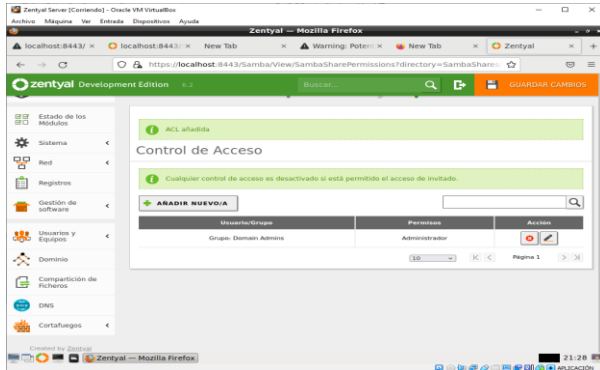 Zentyal Server [Corriendo] - Oracle VM VirtualBox
Archivo Máquina Ver Entrada Dispositivos Ayuda
Zentyal — Mozilla Firefox
localhost:8443/ × localhost:8443/ × New Tab × Warning: Potent × New Tab × Zentyal × +
https://localhost:8443/Samba/View/SambaSharePermissions?directory=SambaShares
zentyal Development Edition 6.2 Buscar... GUARDAR CAMBIOS
Estado de los Módulos
Sistema
Red
Registros
Gestión de software
Usuarios y Equipos
Dominio
Compartición de Ficheros
DNS
Cortafuegos
Created by Zentyal
ACL añadida
Control de Acceso
Cualquier control de acceso es desactivado si está permitido el acceso de invitado.
AÑADIR NUEVO/A
Usuario/Grupo Permisos Acción
Grupo: Domain Admins Administrador
10 Página 1
Zentyal — Mozilla Firefox 21:28
APLICACIÓN